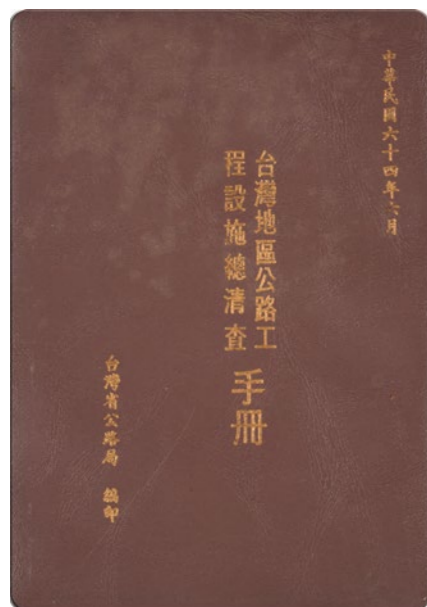 中華民國六十四年六月
台灣地區公路工
程設施總清查
手冊
台灣省公路局 編印